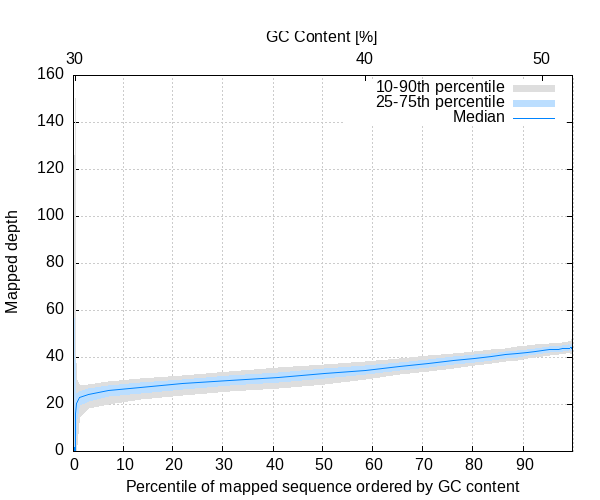 GC Content [%]
30 40 50
160
140
120
100
80
60
40
20
0
Mapped depth
10-90th percentile
25-75th percentile
Median
0 10 20 30 40 50 60 70 80 90
Percentile of mapped sequence ordered by GC content